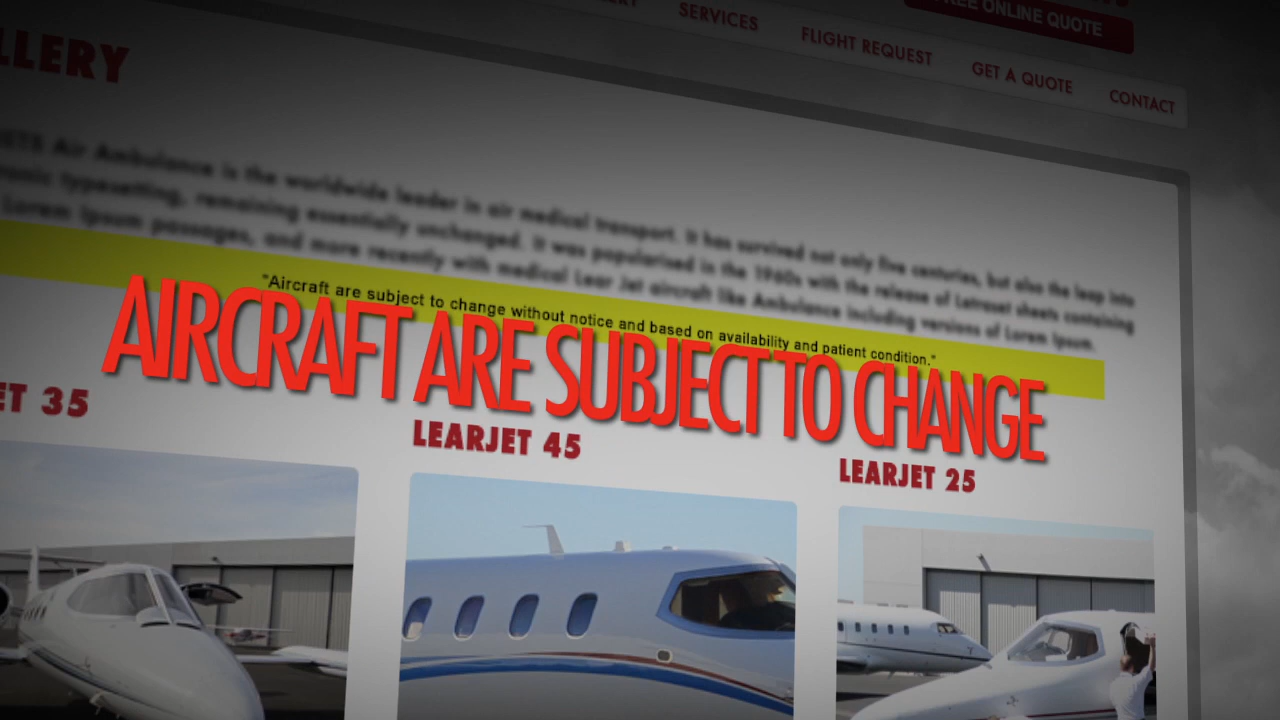 FREE ONLINE QUOTE
SERVICES
FLIGHT REQUEST
GET A QUOTE
CONTACT
LLERY
Air Ambulance is the worldwide leader in air medical transport. It has survived not only five centuries, but also the leap into
typesetting, remaining essentially unchanged. It was popularised in the 1960s with the release of Letraset sheets containing
Lorem Ipsum passages, and more recently with medical Lear Jet aircraft like Ambulance including versions of Lorem Ipsum.
"Aircraft are subject to change without notice and based on availability and patient condition."
AIRCRAFT ARE SUBJECT TO CHANGE
ET 35
LEARJET 45
LEARJET 25